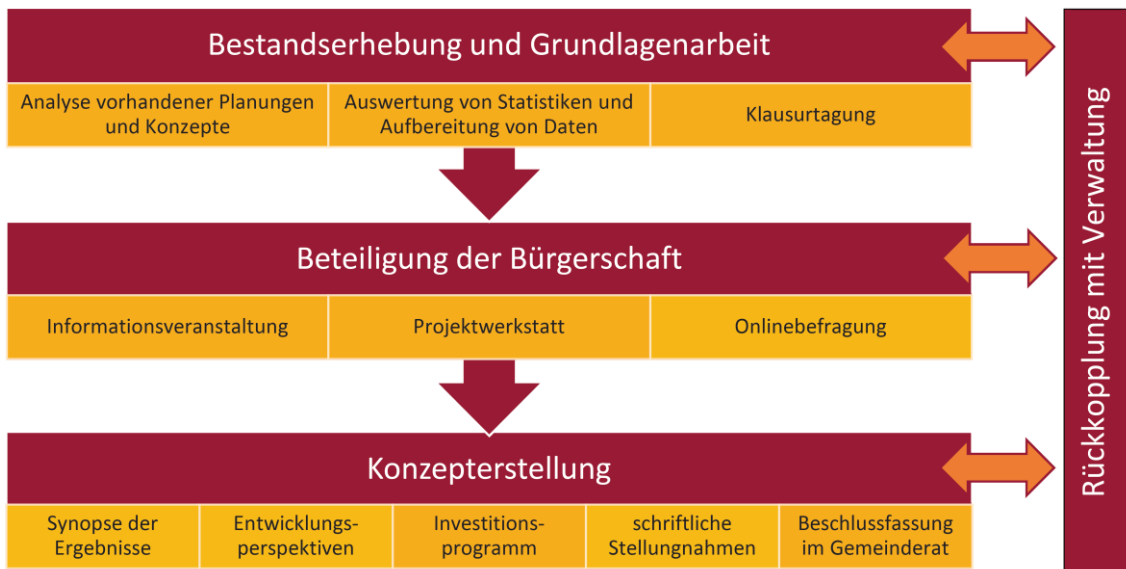 Bestandserhebung und Grundlagenarbeit
Analyse vorhandener Planungen
und Konzepte
Auswertung von Statistiken und
Aufbereitung von Daten
Klausurtagung
Beteiligung der Bürgerschaft
Informationsveranstaltung
Projektwerkstatt
Onlinebefragung
Konzepterstellung
Synopse der
Ergebnisse
Entwicklungs-
perspektiven
Investitions-
programm
schriftliche
Stellungnahmen
Beschlussfassung
im Gemeinderat
Rückkopplung mit Verwaltung